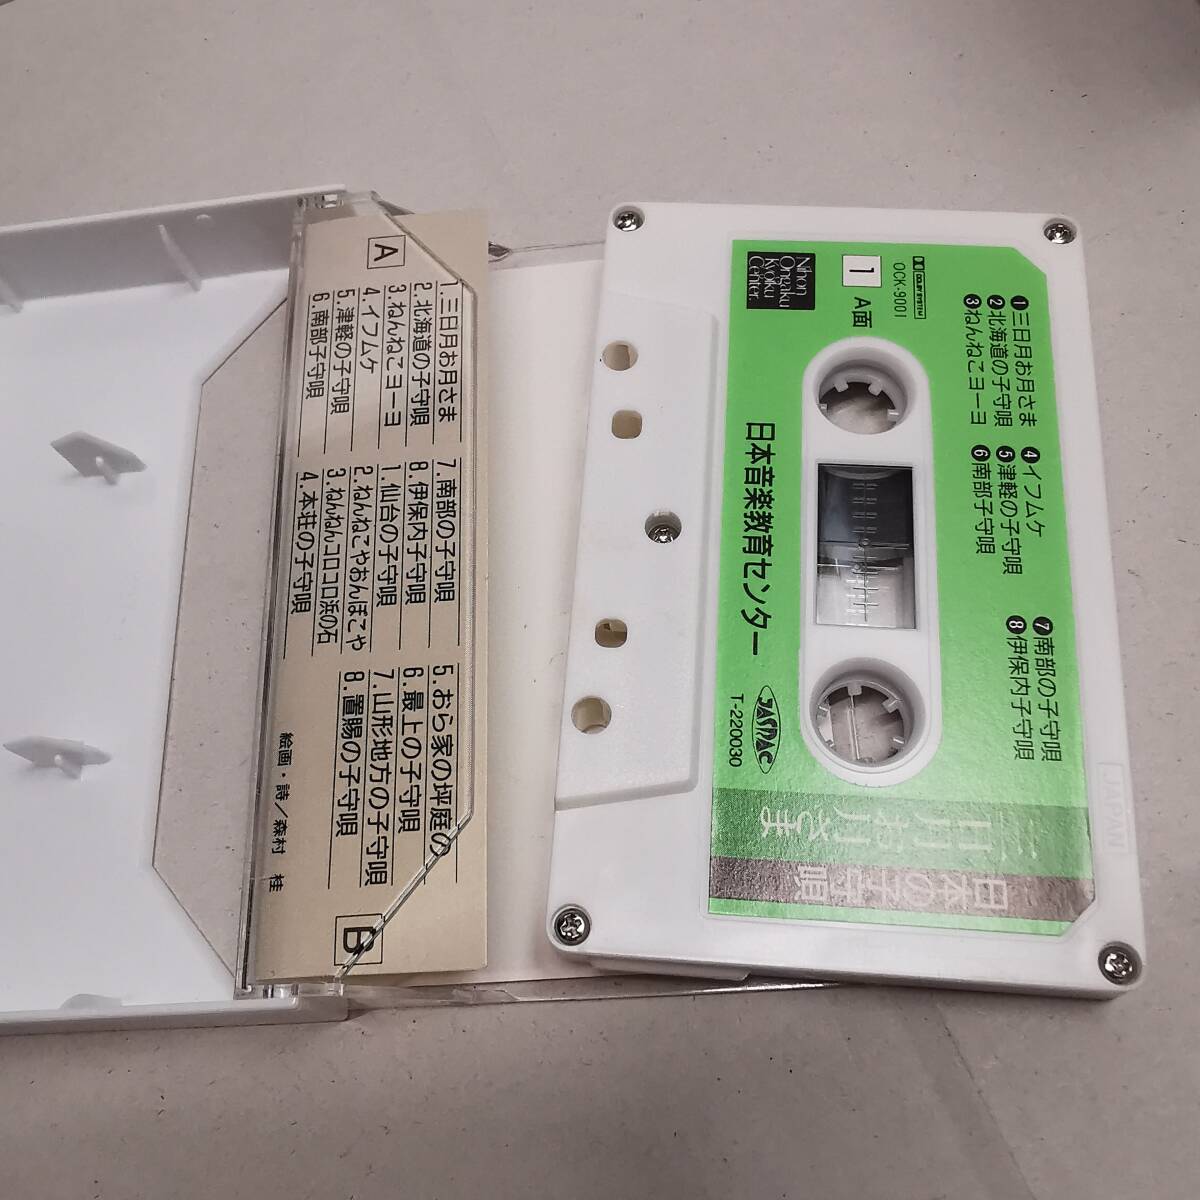 A
1.三日月お月さま
2.北海道の子守唄
3.ねんねこヨーヨ
4.イフムケ
5.津軽の子守唄
6.南部子守唄
7.南部の子守唄
8.伊保内子守唄
1.仙台の子守唄
2.ねんねこやおんぼこや
3.ねんねんコロコロ浜の石
4.本荘の子守唄
5.おら家の坪庭の
6.最上の子守唄
7.山形地方の子守唄
8.置賜の子守唄
B
絵画・詩/森村 桂
Nihon
Ongaku
Kyoiku
Center.
1 A面
DOLBY SYSTEM
OCK-9001
❶三日月お月さま
❷北海道の子守唄
❸ねんねこヨーヨ
❹イフムケ
❺津軽の子守唄
❻南部子守唄
❼南部の子守唄
❽伊保内子守唄
日本音楽教育センター
JASRAC
T-220030
日本の子守唄
三日月お月さま
JAPAN